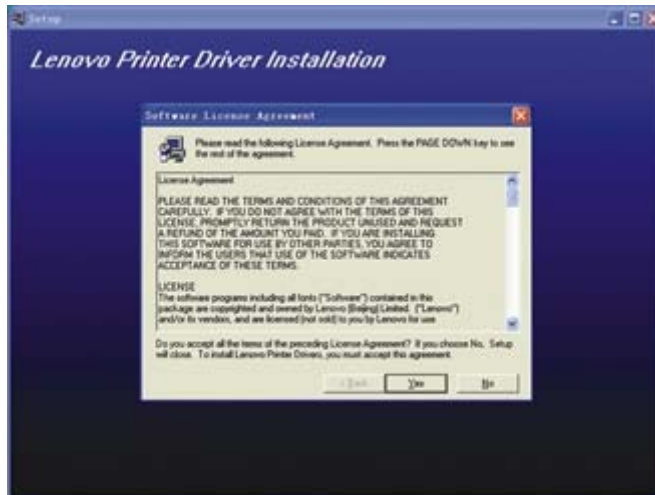 Setup
Lenovo Printer Driver Installation
Software License Agreement
Please read the following License Agreement. Press the PAGE DOWN key to see
the rest of the agreement.
License Agreement
PLEASE READ THE TERMS AND CONDITIONS OF THIS AGREEMENT
CAREFULLY. IF YOU DO NOT AGREE WITH THE TERMS OF THIS
LICENSE, PROMPTLY RETURN THE PRODUCT UNUSED AND REQUEST
A REFUND OF THE AMOUNT YOU PAID. IF YOU ARE INSTALLING
THIS SOFTWARE FOR USE BY OTHER PARTIES, YOU AGREE TO
INFORM THE USERS THAT USE OF THE SOFTWARE INDICATES
ACCEPTANCE OF THESE TERMS.
LICENSE
The software programs including all fonts ("Software") contained in this
package are copyrighted and owned by Lenovo (Beijing) Limited. ("Lenovo")
and/or its vendors, and are licensed (not sold) to you by Lenovo for use
Do you accept all the terms of the preceding License Agreement? If you choose No, Setup
will close. To install Lenovo Printer Drivers, you must accept this agreement.
< Back
Yes
No